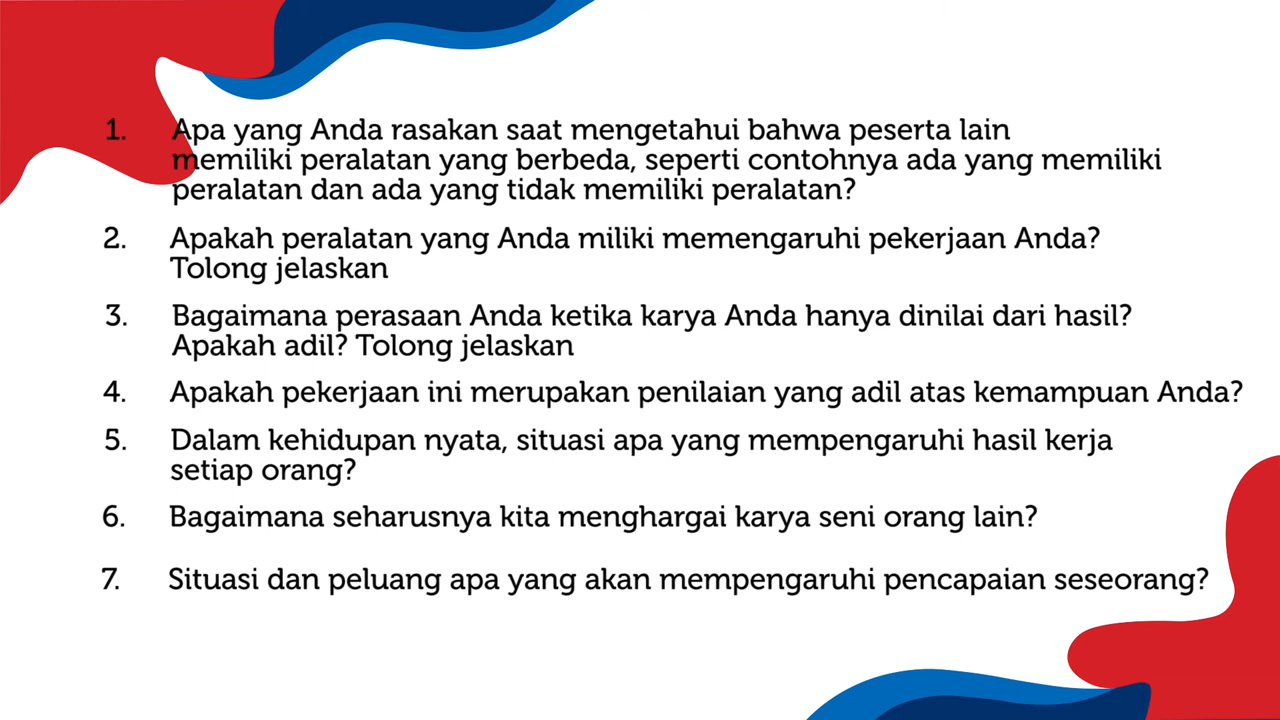 1. Apa yang Anda rasakan saat mengetahui bahwa peserta lain
memiliki peralatan yang berbeda, seperti contohnya ada yang memiliki
peralatan dan ada yang tidak memiliki peralatan?
2. Apakah peralatan yang Anda miliki memengaruhi pekerjaan Anda?
Tolong jelaskan
3. Bagaimana perasaan Anda ketika karya Anda hanya dinilai dari hasil?
Apakah adil? Tolong jelaskan
4. Apakah pekerjaan ini merupakan penilaian yang adil atas kemampuan Anda?
5. Dalam kehidupan nyata, situasi apa yang mempengaruhi hasil kerja
setiap orang?
6. Bagaimana seharusnya kita menghargai karya seni orang lain?
7. Situasi dan peluang apa yang akan mempengaruhi pencapaian seseorang?